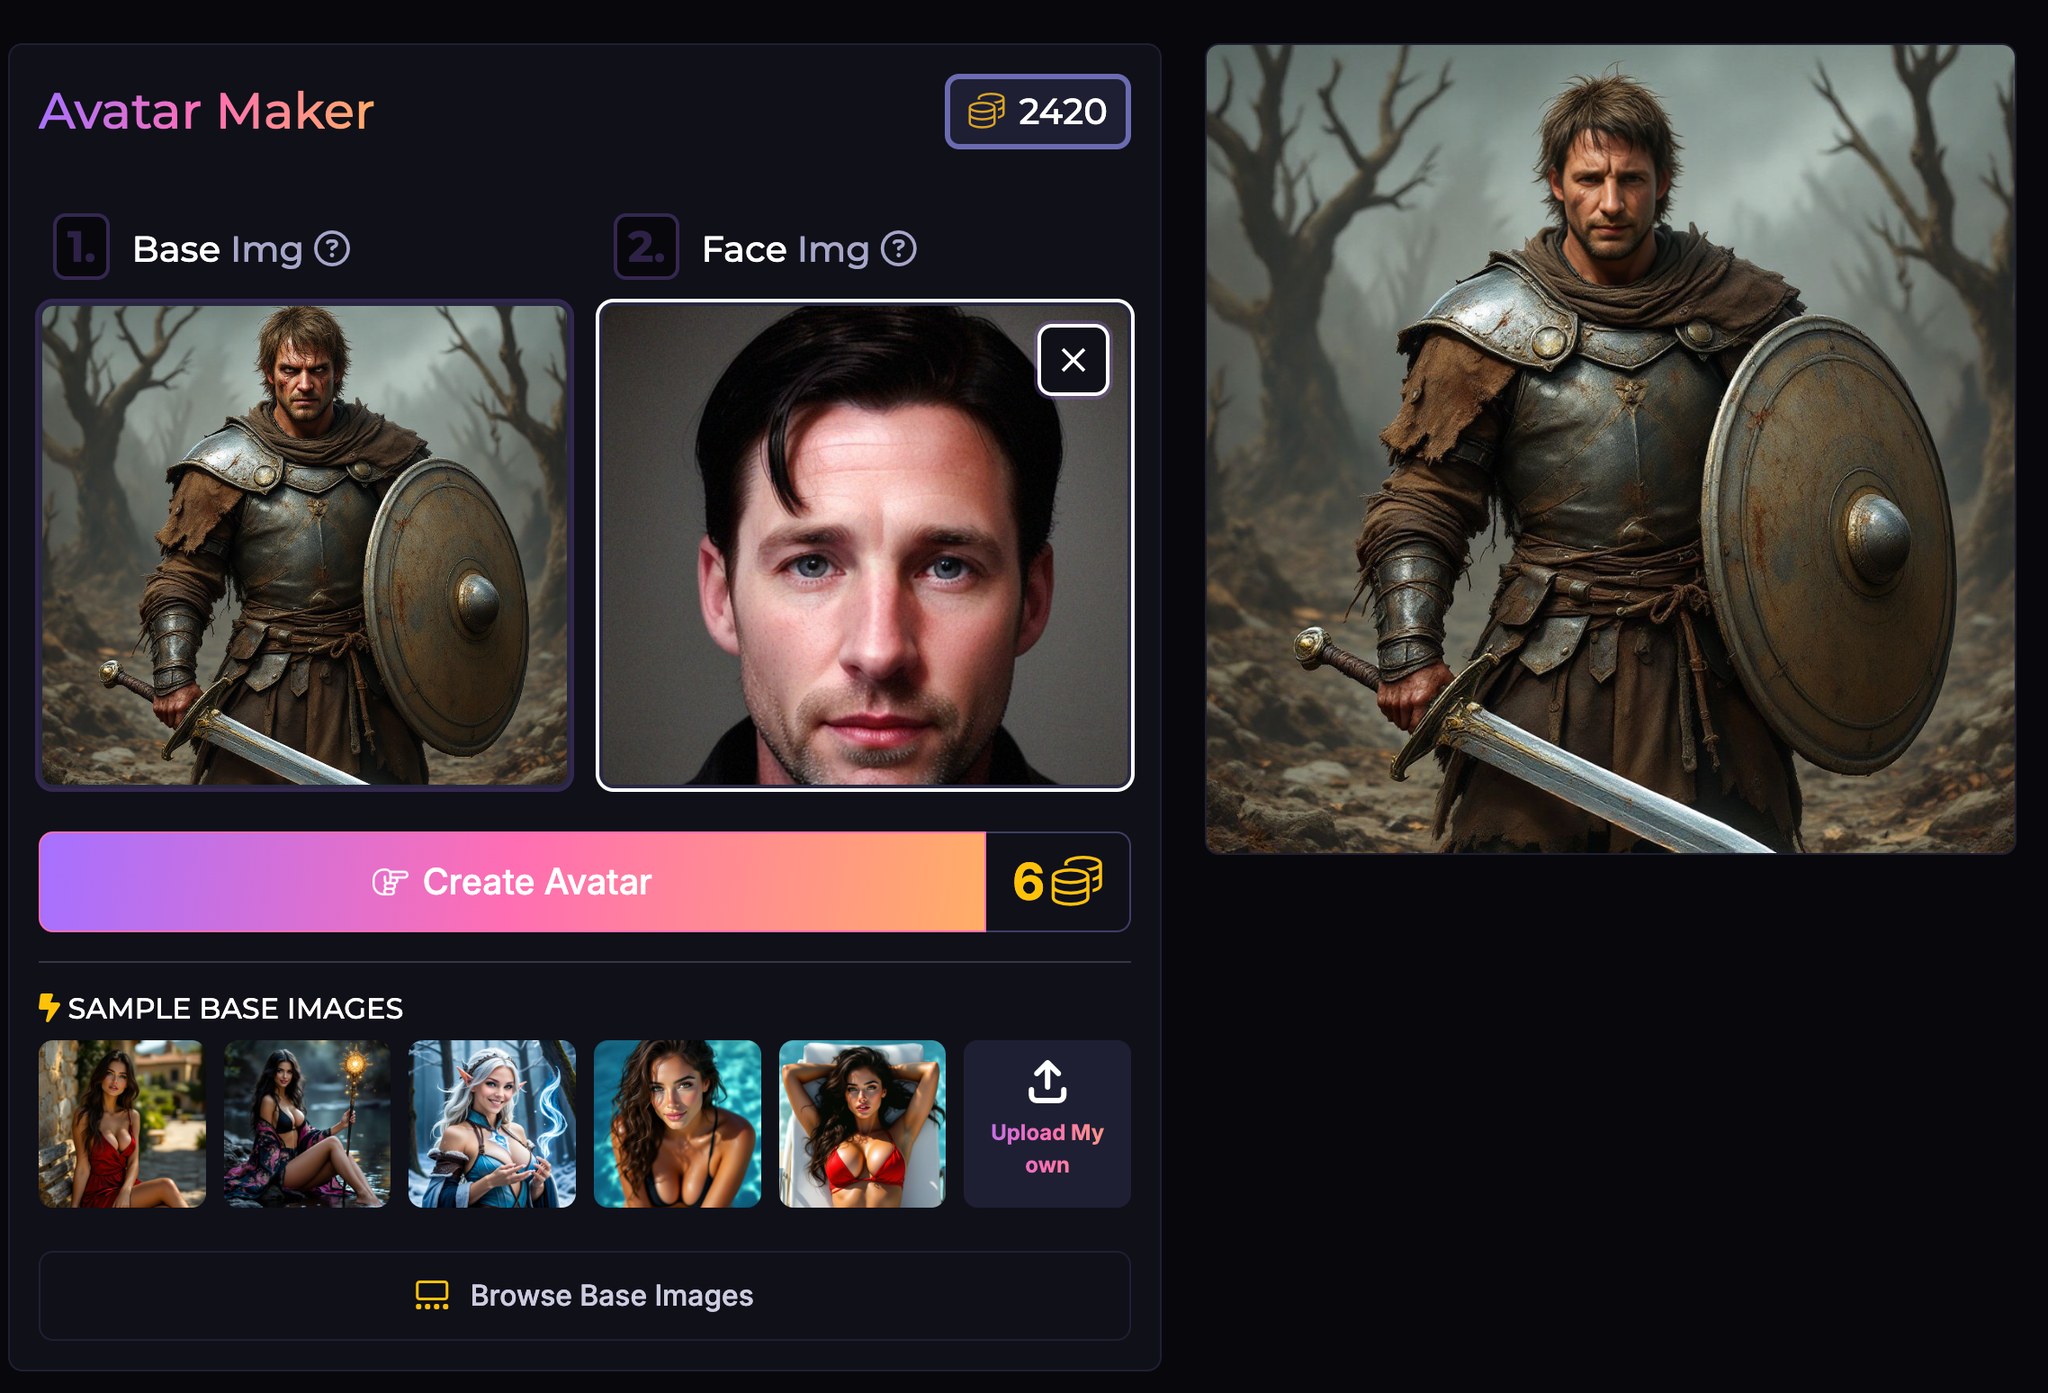 Avatar Maker
2420
1. Base Img ?
2. Face Img ?
Create Avatar
6
SAMPLE BASE IMAGES
Upload My
own
Browse Base Images